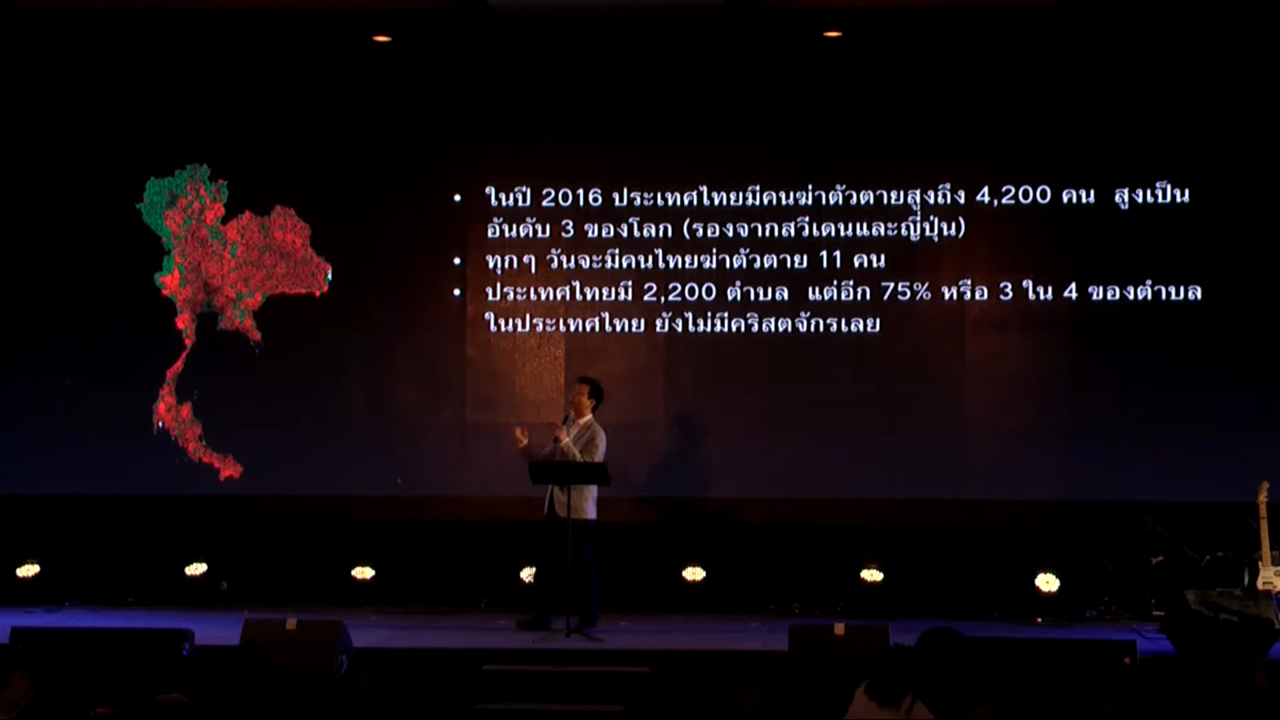 • ในปี 2016 ประเทศไทยมีคนฆ่าตัวตายสูงถึง 4,200 คน สูงเป็น
อันดับ 3 ของโลก (รองจากสวีเดนและญี่ปุ่น)
• ทุกๆ วันจะมีคนไทยฆ่าตัวตาย 11 คน
• ประเทศไทยมี 2,200 ตำบล แต่อีก 75% หรือ 3 ใน 4 ของตำบล
ในประเทศไทย ยังไม่มีคริสตจักรเลย